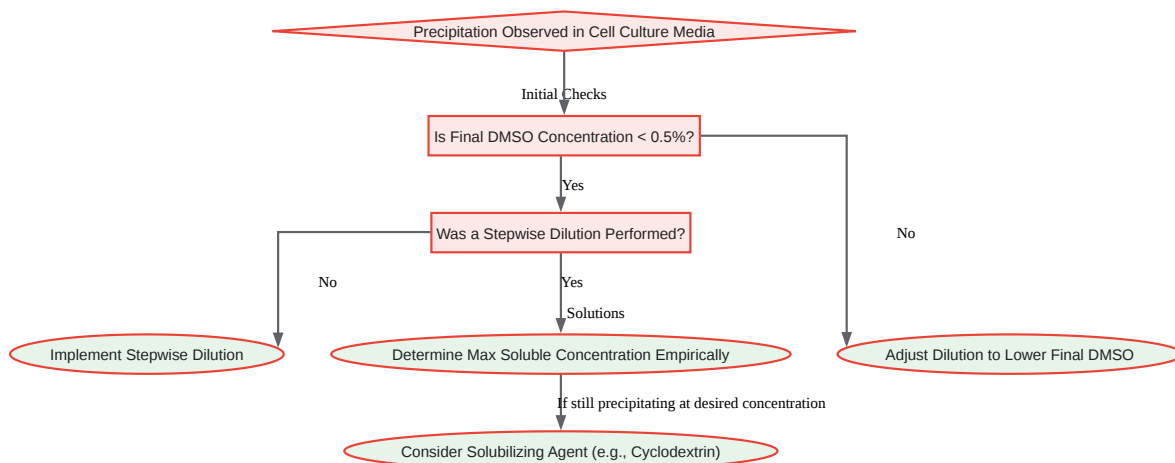 Precipitation Observed in Cell Culture Media
Initial Checks
Is Final DMSO Concentration < 0.5%?
Yes
Was a Stepwise Dilution Performed?
No
No
Yes
Solutions
Implement Stepwise Dilution
Determine Max Soluble Concentration Empirically
Adjust Dilution to Lower Final DMSO
If still precipitating at desired concentration
Consider Solubilizing Agent (e.g., Cyclodextrin)